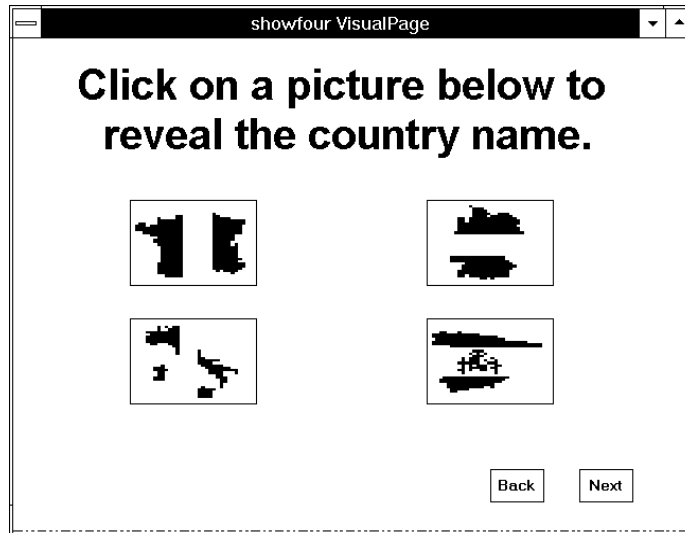 showfour VisualPage
Click on a picture below to
reveal the country name.
Back Next